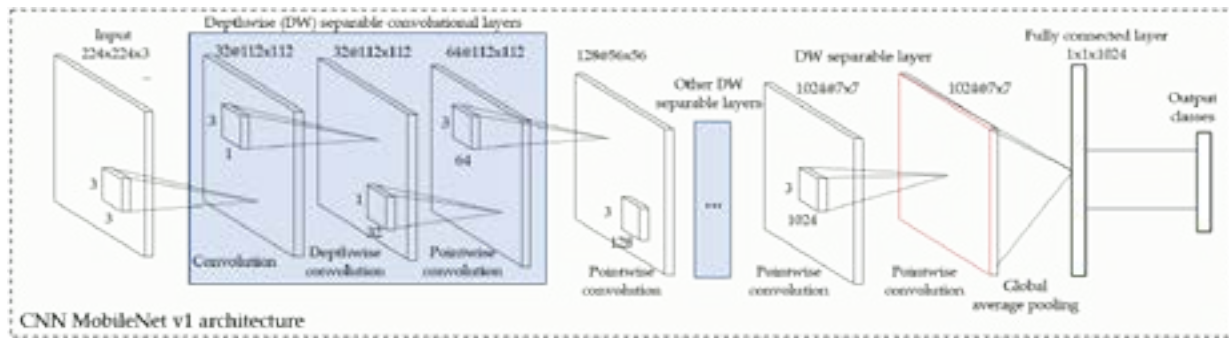 Depthwise (DW) separable convolutional layers
Input
224x224x3
32@112x112
32@112x112
64@112x112
128@56x56
Other DW
separable layers
DW separable layer
1024@7x7
1024@7x7
Fully connected layer
1x1x1024
Output
classes
3
3
3
1
1
32
3
64
3
128
...
3
1024
Convolution
Depthwise
convolution
Pointwise
convolution
Pointwise
convolution
Pointwise
convolution
Pointwise
convolution
Global
average pooling
CNN MobileNet v1 architecture